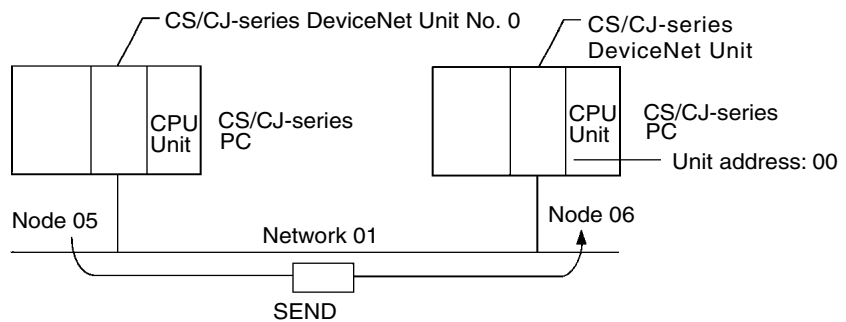 CS/CJ-series DeviceNet Unit No. 0
CS/CJ-series
DeviceNet Unit
CPU
Unit
CS/CJ-series
PC
CPU
Unit
CS/CJ-series
PC
Unit address: 00
Node 05
Network 01
Node 06
SEND